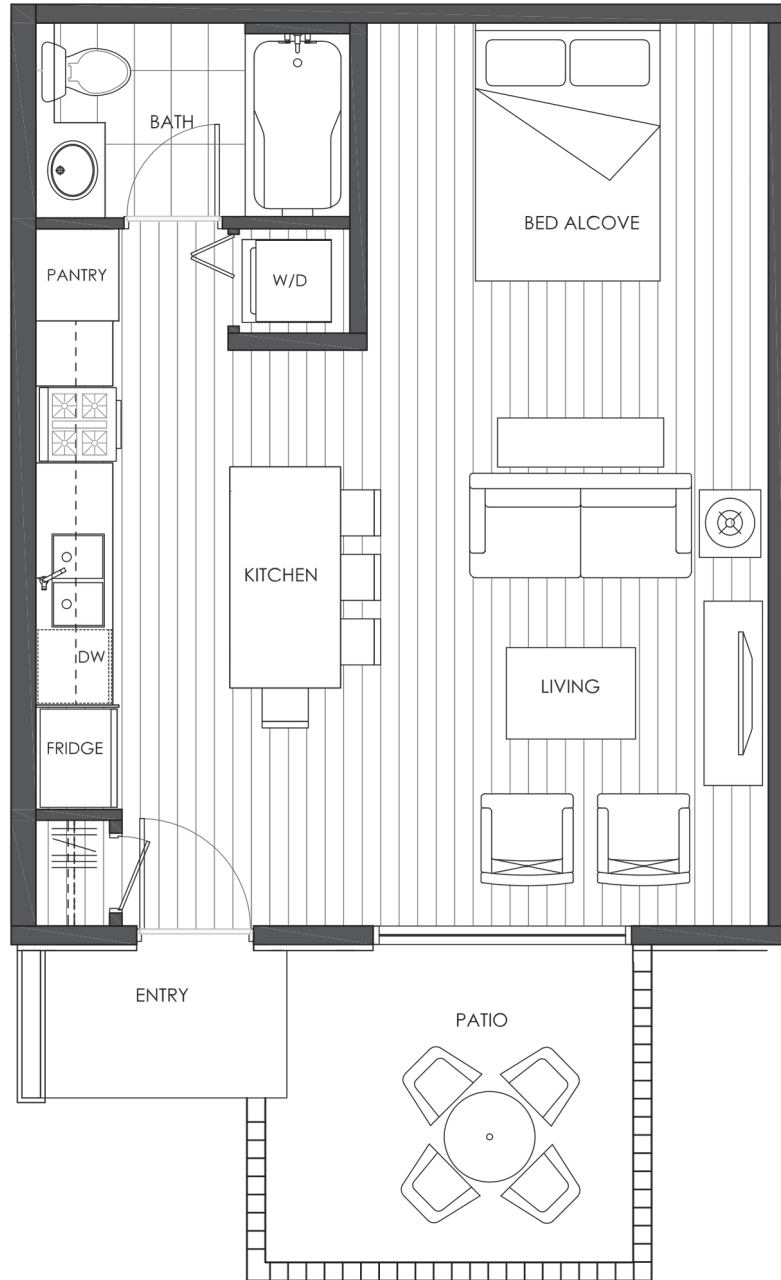 BATH
BED ALCOVE
PANTRY
W/D
KITCHEN
DW
LIVING
FRIDGE
ENTRY
PATIO